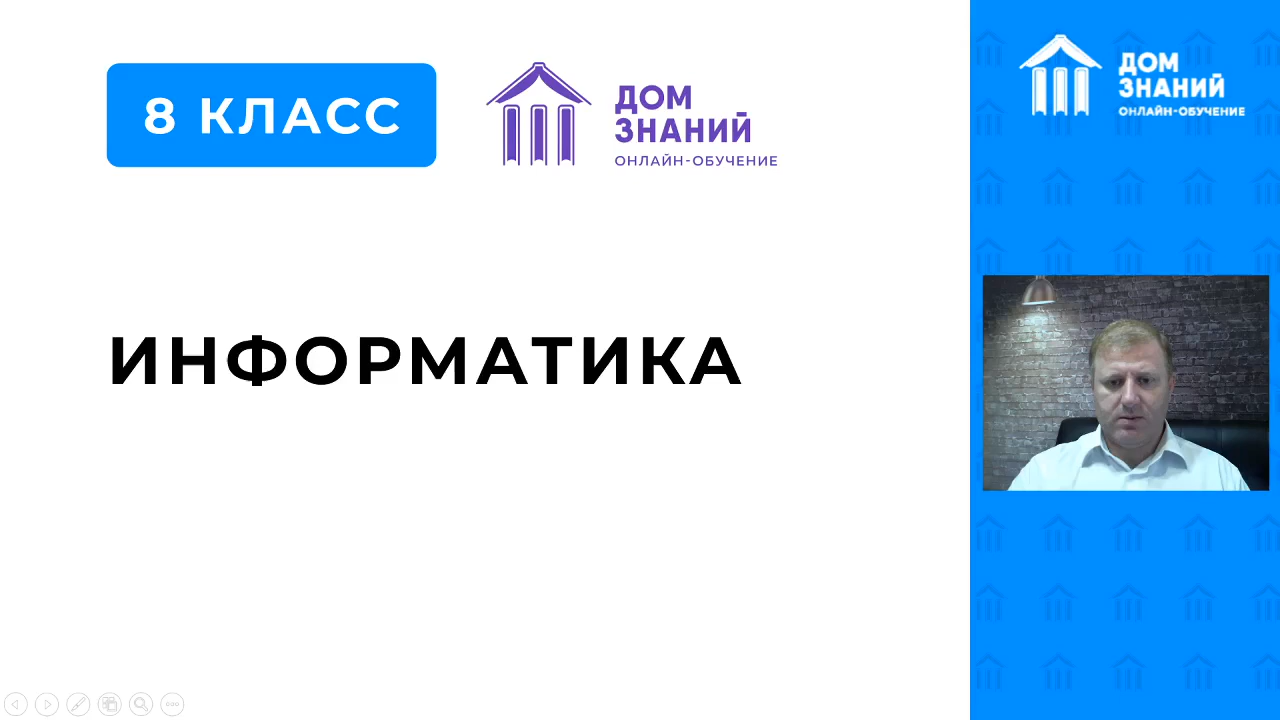 8 КЛАСС
ДОМ
ЗНАНИЙ
ОНЛАЙН-ОБУЧЕНИЕ
ДОМ
ЗНАНИЙ
ОНЛАЙН-ОБУЧЕНИЕ
ИНФОРМАТИКА